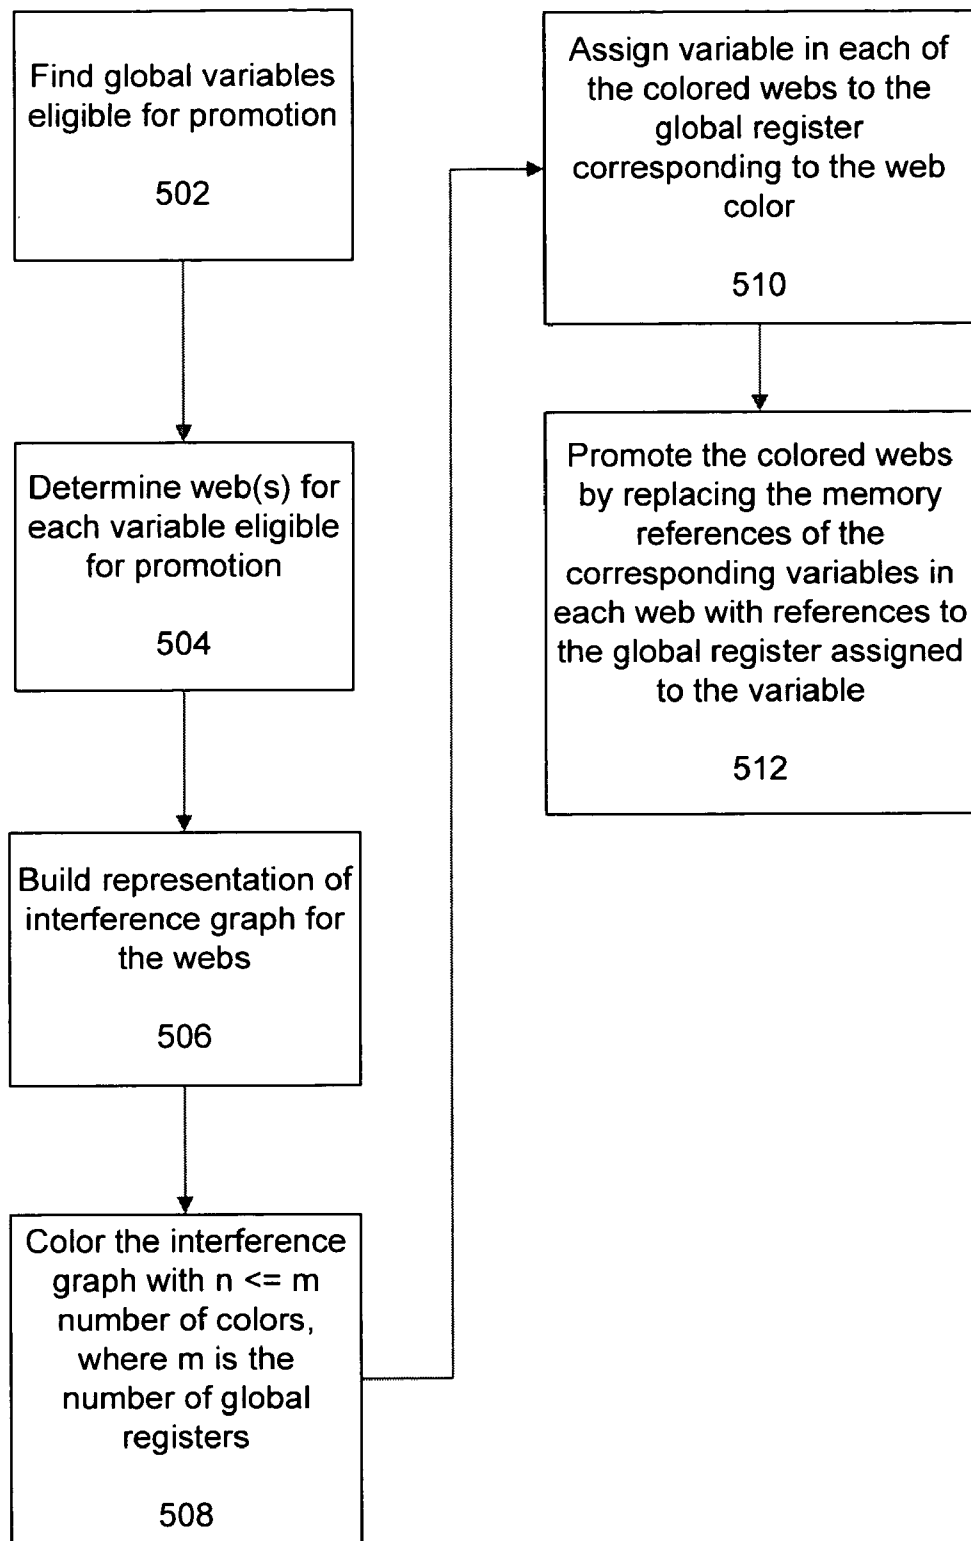 Find global variables
eligible for promotion
502
Determine web(s) for
each variable eligible
for promotion
504
Build representation of
interference graph for
the webs
506
Color the interference
graph with n <= m
number of colors,
where m is the
number of global
registers
508
Assign variable in each of
the colored webs to the
global register
corresponding to the web
color
510
Promote the colored webs
by replacing the memory
references of the
corresponding variables in
each web with references to
the global register assigned
to the variable
512